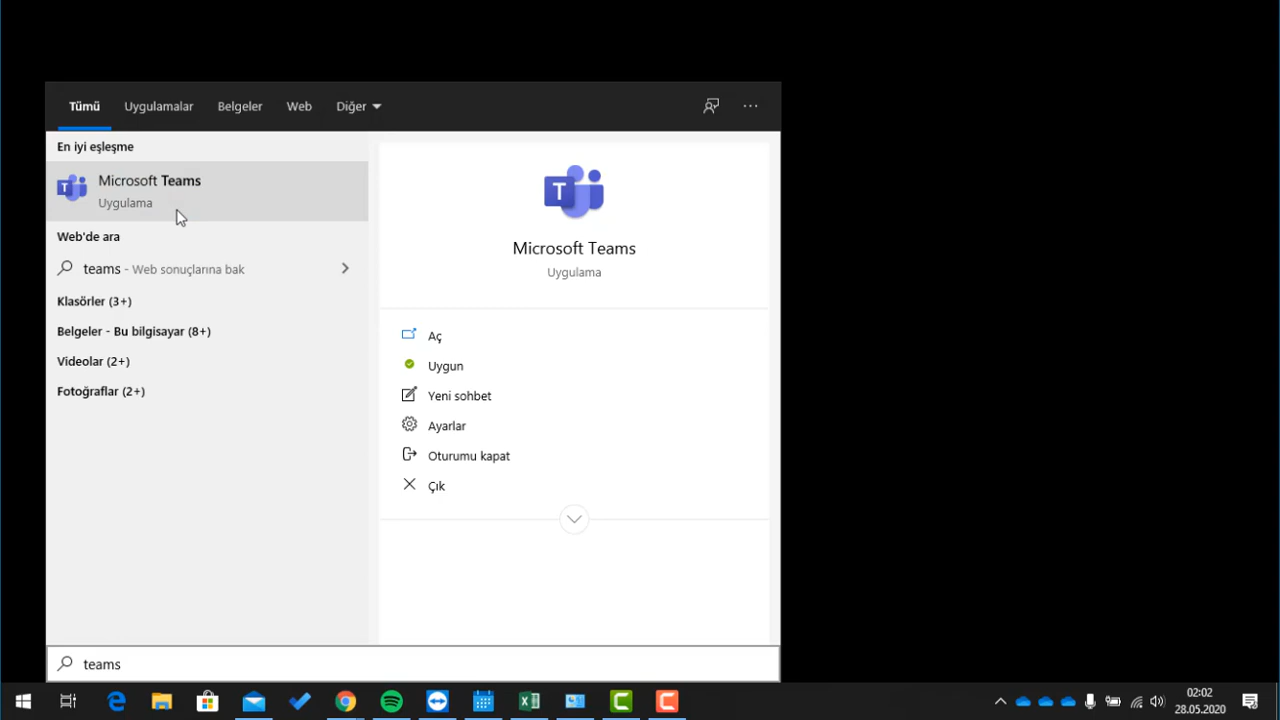 Tümü Uygulamalar Belgeler Web Diğer
En iyi eşleşme
Microsoft Teams
Uygulama
Web'de ara
teams - Web sonuçlarına bak
Klasörler (3+)
Belgeler - Bu bilgisayar (8+)
Videolar (2+)
Fotoğraflar (2+)
T
Microsoft Teams
Uygulama
Aç
Uygun
Yeni sohbet
Ayarlar
Oturumu kapat
Çık
teams
02:02
28.05.2020